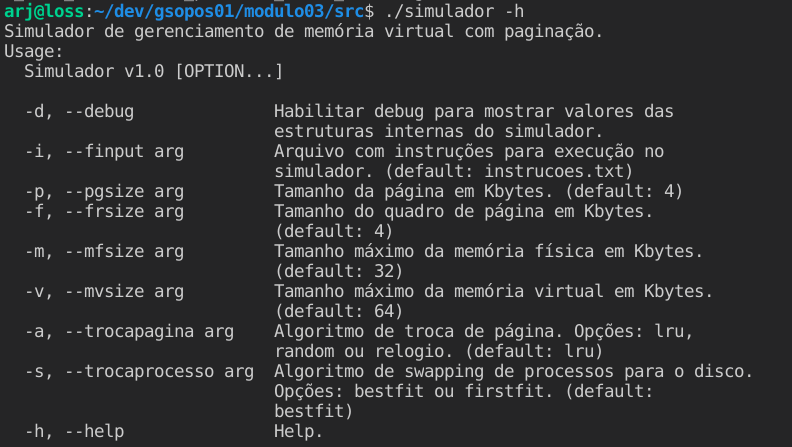 arj@loss:~/dev/gsopos01/modulo03/src$ ./simulador -h
Simulador de gerenciamento de memória virtual com paginação.
Usage:
  Simulador v1.0 [OPTION...]

  -d, --debug              Habilitar debug para mostrar valores das
                           estruturas internas do simulador.
  -i, --finput arg         Arquivo com instruções para execução no
                           simulador. (default: instrucoes.txt)
  -p, --pgsize arg         Tamanho da página em Kbytes. (default: 4)
  -f, --frsize arg         Tamanho do quadro de página em Kbytes.
                           (default: 4)
  -m, --mfsize arg         Tamanho máximo da memória física em Kbytes.
                           (default: 32)
  -v, --mvsize arg         Tamanho máximo da memória virtual em Kbytes.
                           (default: 64)
  -a, --trocapagina arg    Algoritmo de troca de página. Opções: lru,
                           random ou relogio. (default: lru)
  -s, --trocaprocesso arg  Algoritmo de swapping de processos para o disco.
                           Opções: bestfit ou firstfit. (default:
                           bestfit)
  -h, --help               Help.